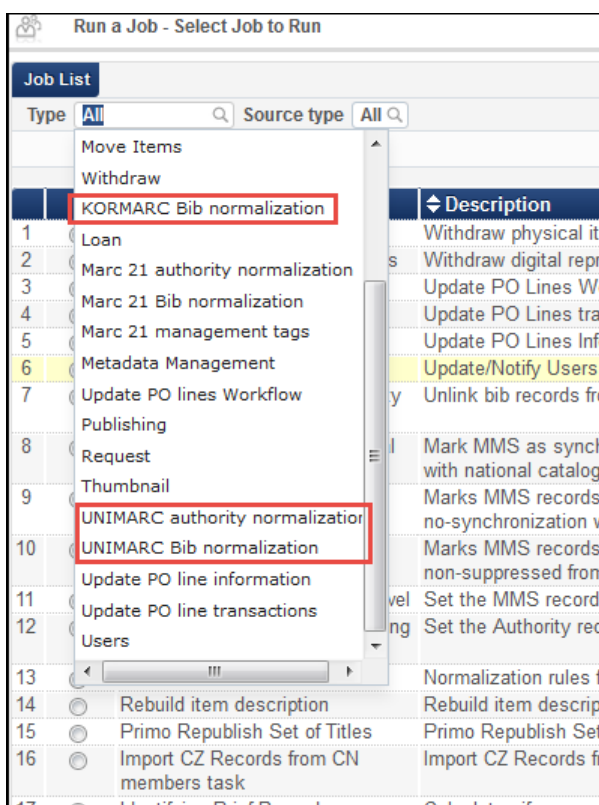 Run a Job - Select Job to Run
Job List
Type All Source type All
Move Items
Withdraw
KORMARC Bib normalization
Loan
Marc 21 authority normalization
Marc 21 Bib normalization
Marc 21 management tags
Metadata Management
Update PO lines Workflow
Publishing
Request
Thumbnail
UNIMARC authority normalization
UNIMARC Bib normalization
Update PO line information
Update PO line transactions
Users
Description
1 Withdraw physical it
2 s Withdraw digital repr
3 Update PO Lines Wo
4 Update PO Lines tra
5 Update PO Lines Inf
6 Update/Notify Users
7 y Unlink bib records fr
8 l Mark MMS as synch
with national catalog
9 Marks MMS records
no-synchronization w
10 Marks MMS records
non-suppressed from
11 vel Set the MMS record
12 ng Set the Authority rec
13 Normalization rules f
14 Rebuild item description Rebuild item descrip
15 Primo Republish Set of Titles Primo Republish Set
16 Import CZ Records from CN Import CZ Records f
members task